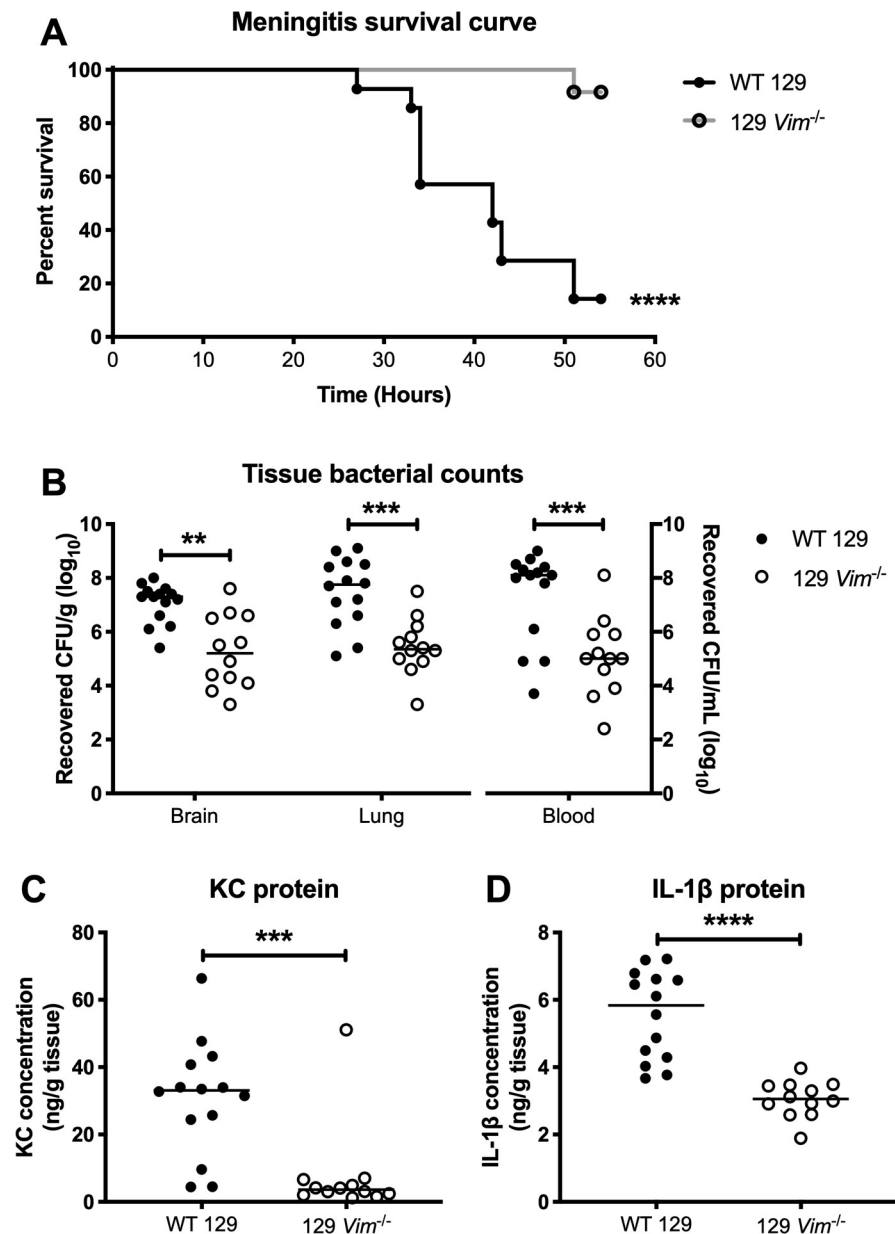 A
Meningitis survival curve
Percent survival
100
80
60
40
20
0
0 10 20 30 40 50 60
Time (Hours)
****
WT 129
129 Vim-/-
B
Tissue bacterial counts
Recovered CFU/g (log10)
10
8
6
4
2
0
** *** ***
Brain Lung Blood
10
8
6
4
2
0
Recovered CFU/mL (log10)
WT 129
129 Vim-/-
C
KC protein
KC concentration
(ng/g tissue)
80
60
40
20
0
***
WT 129 129 Vim-/-
D
IL-1β protein
IL-1β concentration
(ng/g tissue)
8
6
4
2
0
****
WT 129 129 Vim-/-